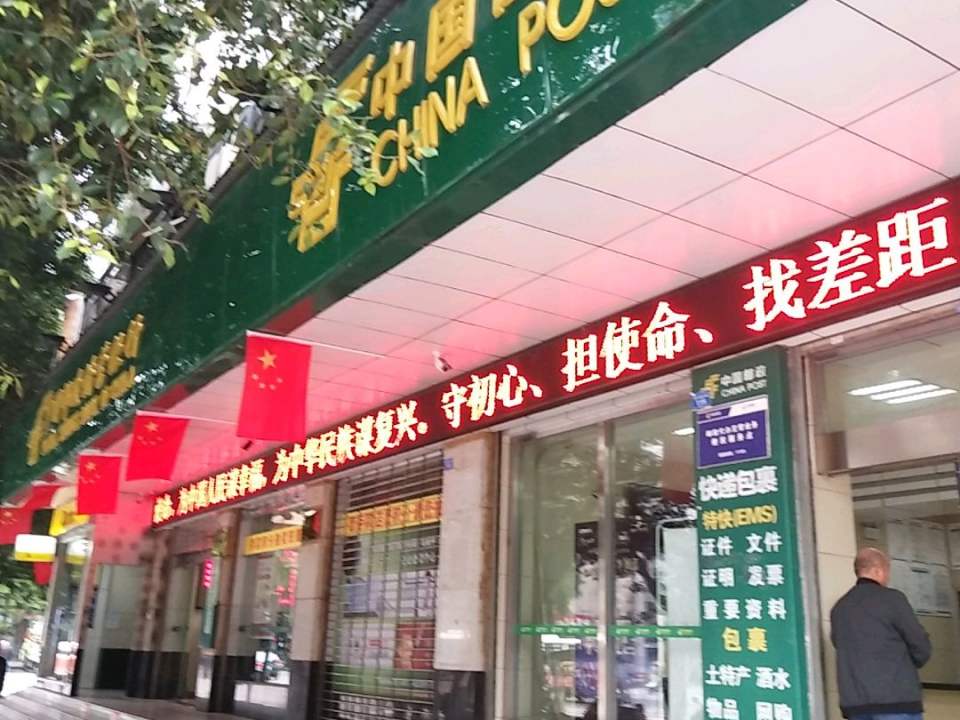 中国
CHINA PO
为中国人民谋幸福，为中华民族谋复兴。守初心、担使命、找差距
中国邮政
CHINA POST
快递包裹
特快(EMS)
证件 文件
证明 发票
重要资料
包裹
土特产 酒水
物品 网购